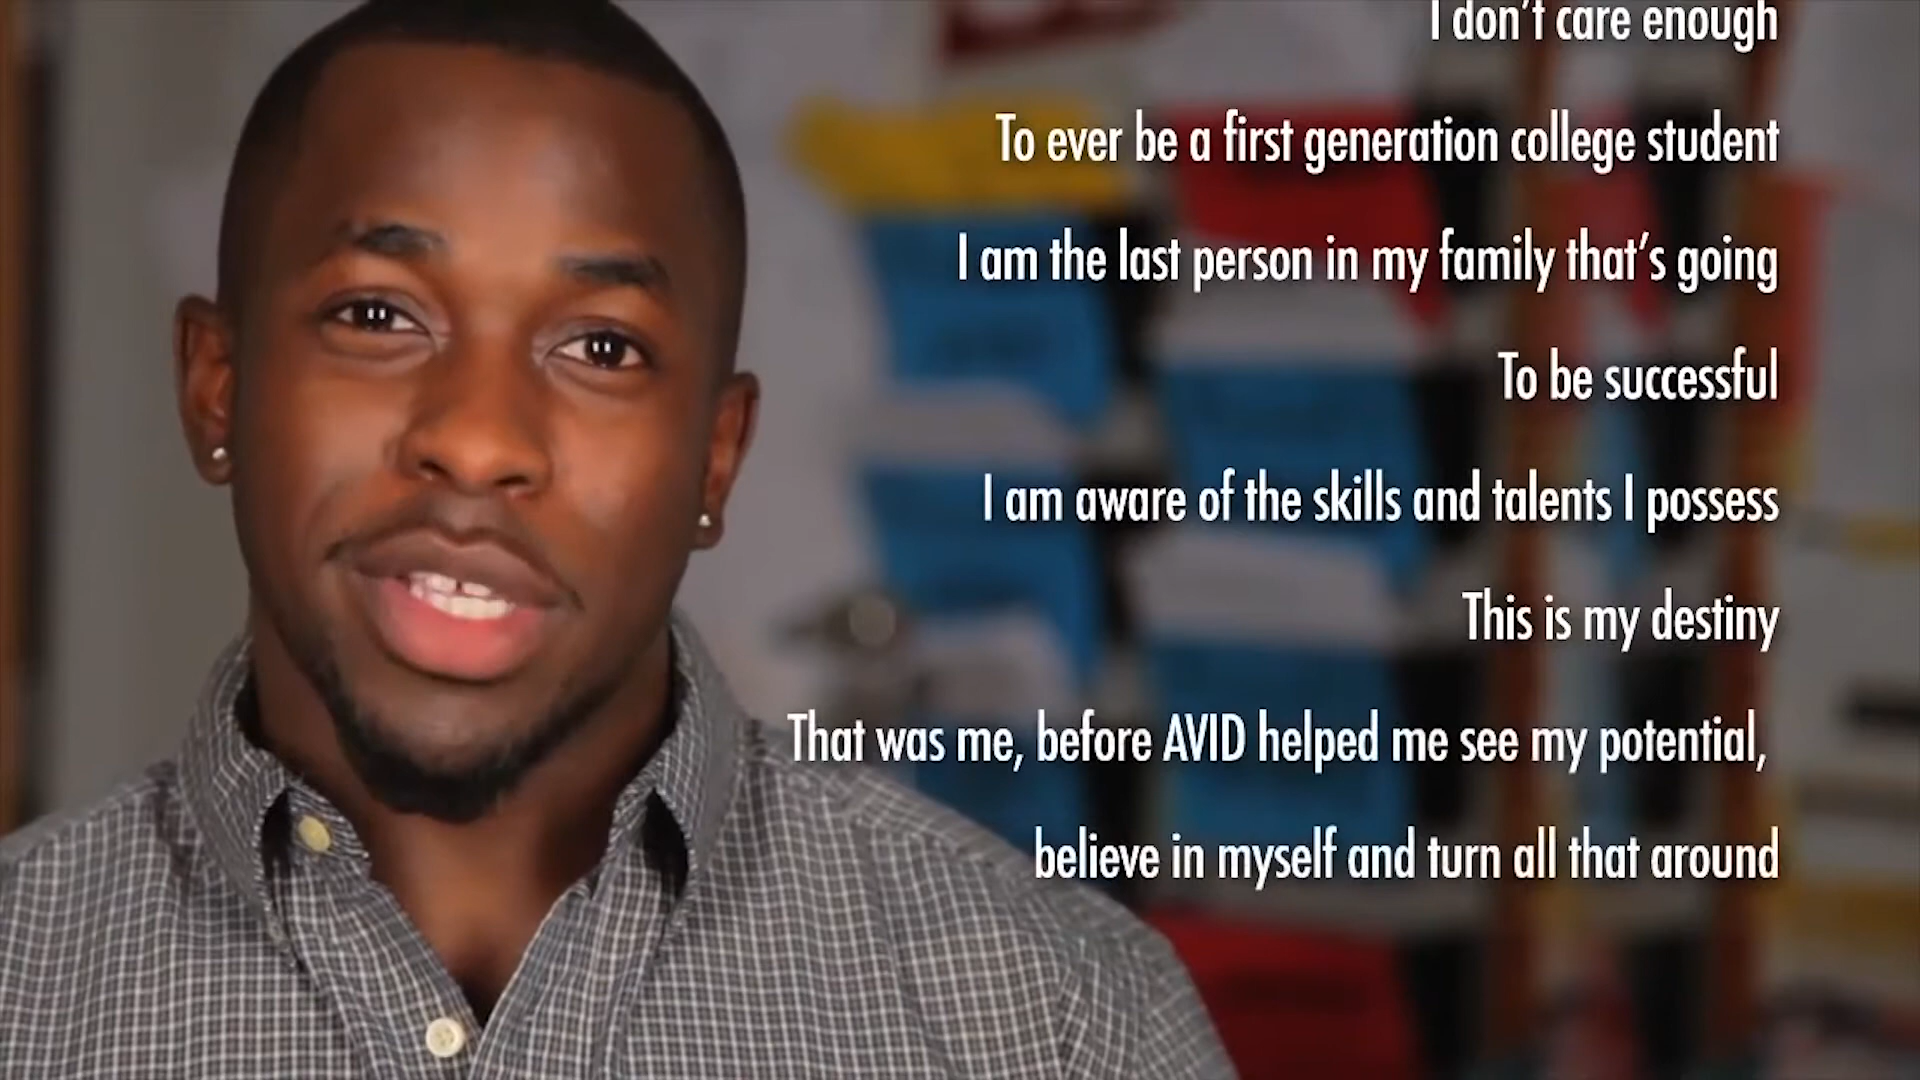 I don't care enough
To ever be a first generation college student
I am the last person in my family that's going
To be successful
I am aware of the skills and talents I possess
This is my destiny
That was me, before AVID helped me see my potential,
believe in myself and turn all that around